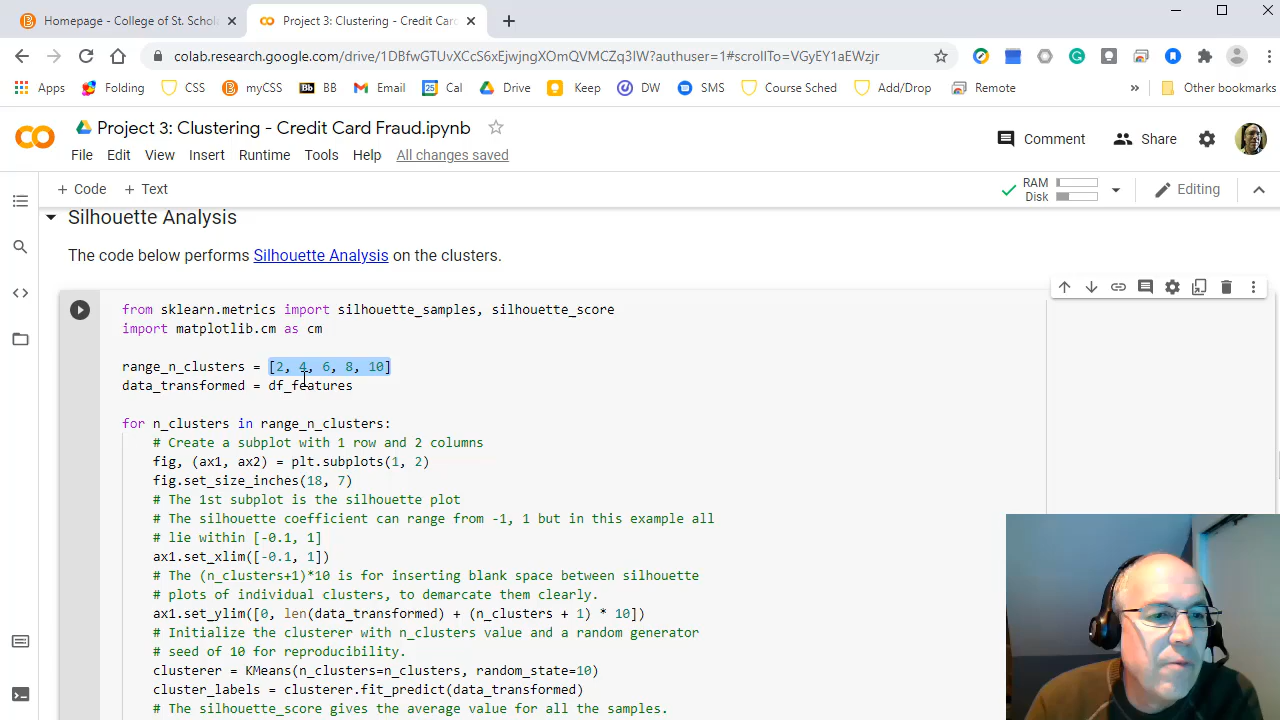 Homepage - College of St. Schol
Project 3: Clustering - Credit Card
colab.research.google.com/drive/1DBfwGTUvXCcS6xEjwjngXOmQVMCZq3IW?authuser=1#scrollTo=VGyEY1aEWzjr
Apps Folding CSS mCSS Bb BB Email 25 Cal Drive Keep DW SMS Course Sched Add/Drop Remote » Other bookmarks
Project 3: Clustering - Credit Card Fraud.ipynb
Comment Share
File Edit View Insert Runtime Tools Help All changes saved
+ Code + Text RAM Disk Editing
Silhouette Analysis
The code below performs Silhouette Analysis on the clusters.
from sklearn.metrics import silhouette_samples, silhouette_score
import matplotlib.cm as cm
range_n_clusters = [2, 4, 6, 8, 10]
data_transformed = df_features
for n_clusters in range_n_clusters:
# Create a subplot with 1 row and 2 columns
fig, (ax1, ax2) = plt.subplots(1, 2)
fig.set_size_inches(18, 7)
# The 1st subplot is the silhouette plot
# The silhouette coefficient can range from -1, 1 but in this example all
# lie within [-0.1, 1]
ax1.set_xlim([-0.1, 1])
# The (n_clusters+1)*10 is for inserting blank space between silhouette
# plots of individual clusters, to demarcate them clearly.
ax1.set_ylim([0, len(data_transformed) + (n_clusters + 1) * 10])
# Initialize the clusterer with n_clusters value and a random generator
# seed of 10 for reproducibility.
clusterer = KMeans(n_clusters=n_clusters, random_state=10)
cluster_labels = clusterer.fit_predict(data_transformed)
# The silhouette_score gives the average value for all the samples.